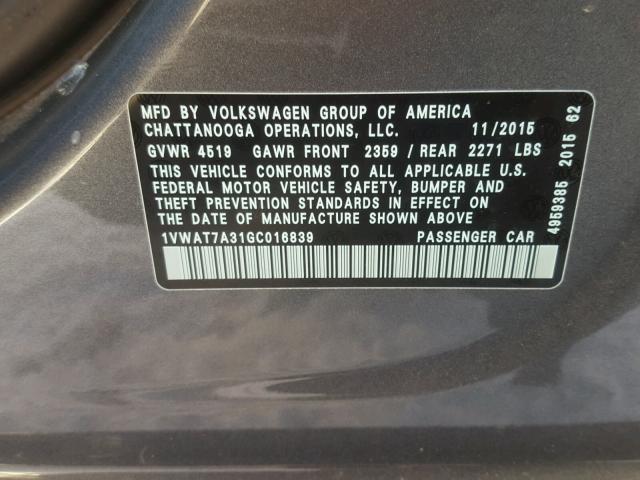 MFD BY VOLKSWAGEN GROUP OF AMERICA
CHATTANOOGA OPERATIONS, LLC. 11/2015
GVWR 4519 GAWR FRONT 2359 / REAR 2271 LBS
THIS VEHICLE CONFORMS TO ALL APPLICABLE U.S.
FEDERAL MOTOR VEHICLE SAFETY, BUMPER AND
THEFT PREVENTION STANDARDS IN EFFECT ON
THE DATE OF MANUFACTURE SHOWN ABOVE
1VWAT7A31GC016839 PASSENGER CAR
4959385 2015 62